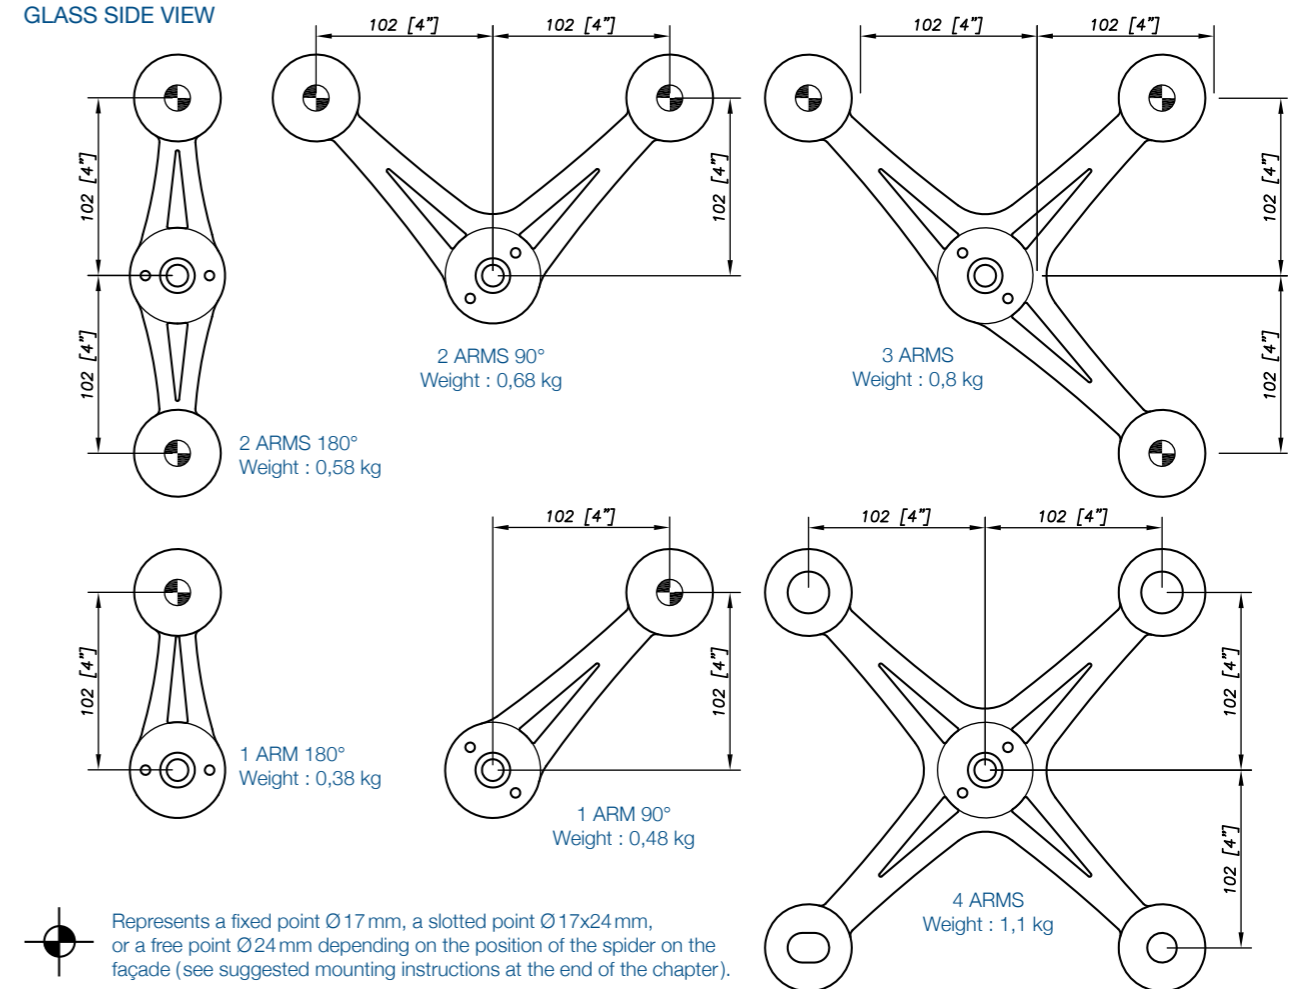 GLASS SIDE VIEW
102 [4"]
102 [4"]
102 [4"]
102 [4"]
102 [4"]
102 [4"]
102 [4"]
102 [4"]
102 [4"]
2 ARMS 90°
Weight : 0,68 kg
3 ARMS
Weight : 0,8 kg
2 ARMS 180°
Weight : 0,58 kg
102 [4"]
102 [4"]
102 [4"]
102 [4"]
102 [4"]
102 [4"]
102 [4"]
1 ARM 180°
Weight : 0,38 kg
1 ARM 90°
Weight : 0,48 kg
4 ARMS
Weight : 1,1 kg
Represents a fixed point Ø 17 mm, a slotted point Ø 17x24 mm,
or a free point Ø 24 mm depending on the position of the spider on the
façade (see suggested mounting instructions at the end of the chapter).